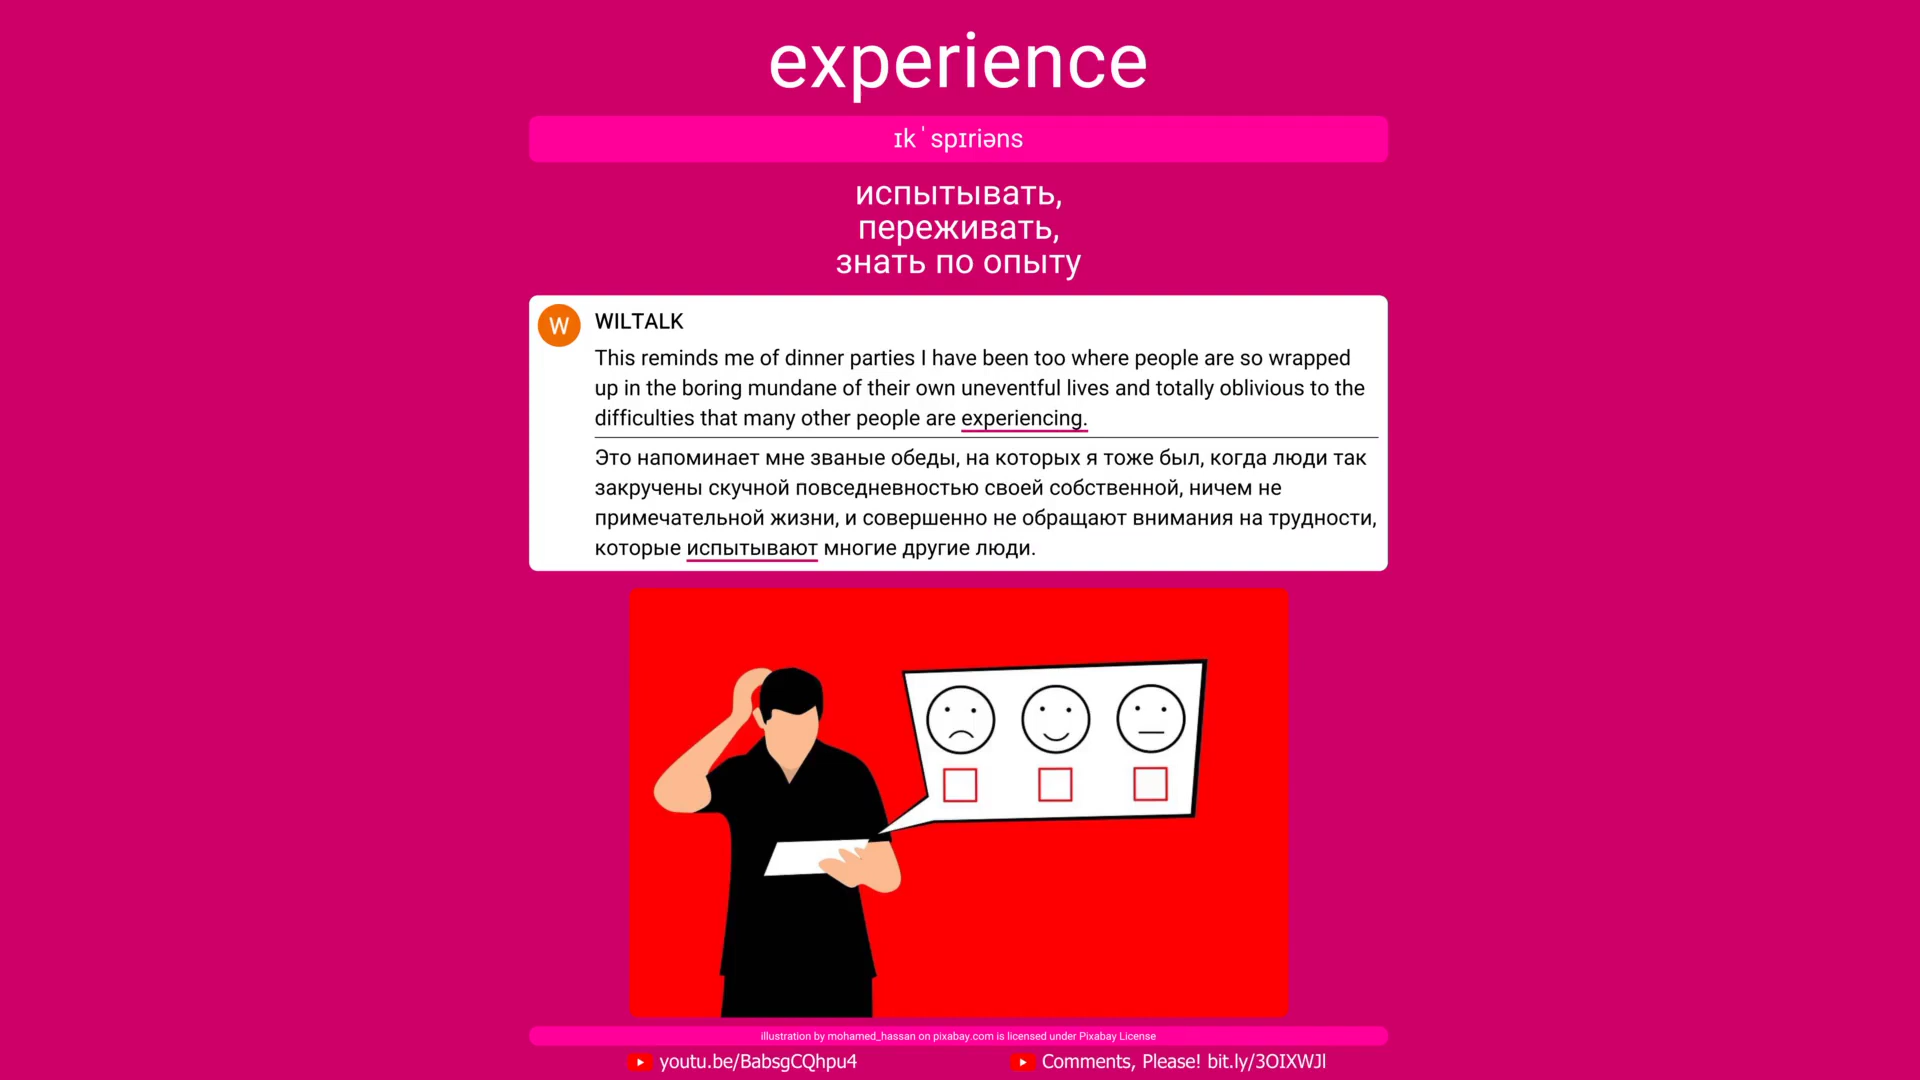 experience
ɪkˈspɪriəns
испытывать,
переживать,
знать по опыту
W
WILTALK
This reminds me of dinner parties I have been too where people are so wrapped
up in the boring mundane of their own uneventful lives and totally oblivious to the
difficulties that many other people are experiencing.
Это напоминает мне званые обеды, на которых я тоже был, когда люди так
закручены скучной повседневностью своей собственной, ничем не
примечательной жизни, и совершенно не обращают внимания на трудности,
которые испытывают многие другие люди.
illustration by mohamed_hassan on pixabay.com is licensed under Pixabay License
youtu.be/BabsgCQhpu4
Comments, Please! bit.ly/3OIXWJl